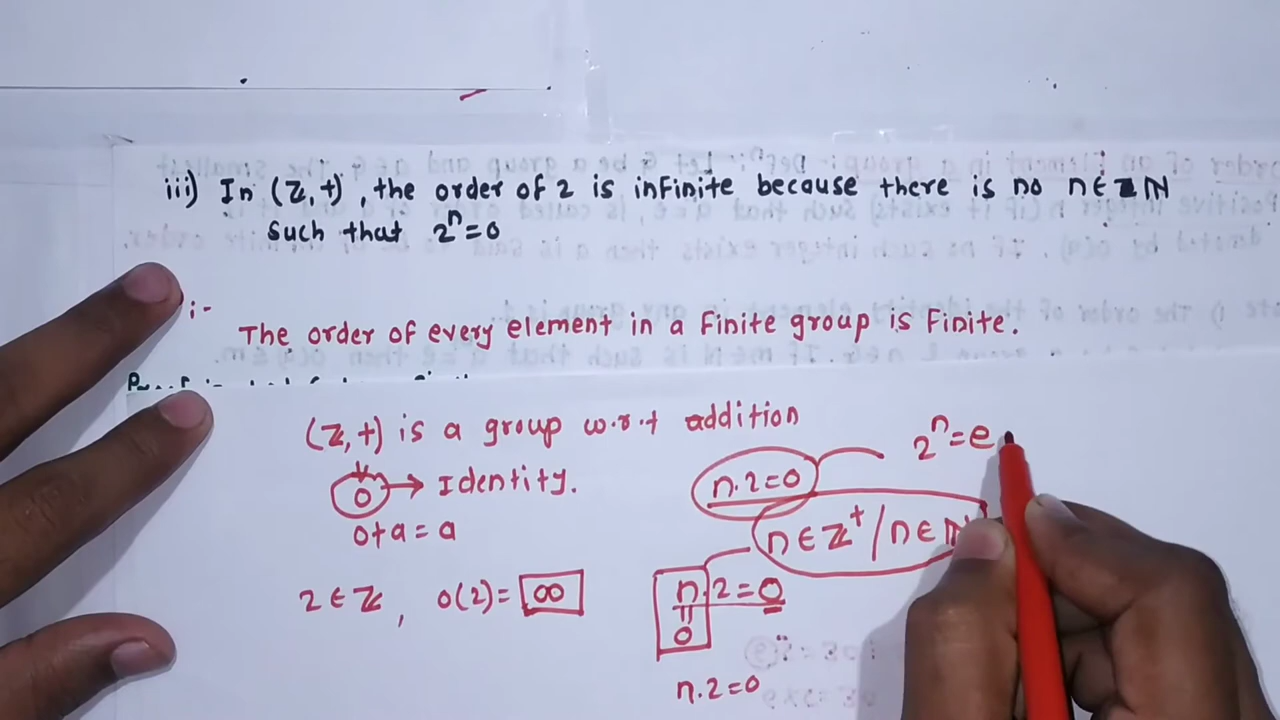 iii) In (ℤ,+), the order of 2 is infinite because there is no n∈ℕ
such that 2ⁿ=0
:-
The order of every element in a finite group is Finite.
(ℤ,+) is a group w.r.t addition
0 → Identity.
0+a=a
2∈ℤ, o(2)= ∞
2ⁿ=e
n.2=0
n∈ℤ⁺/n∈ℕ
n.2=0
0
n.2=0